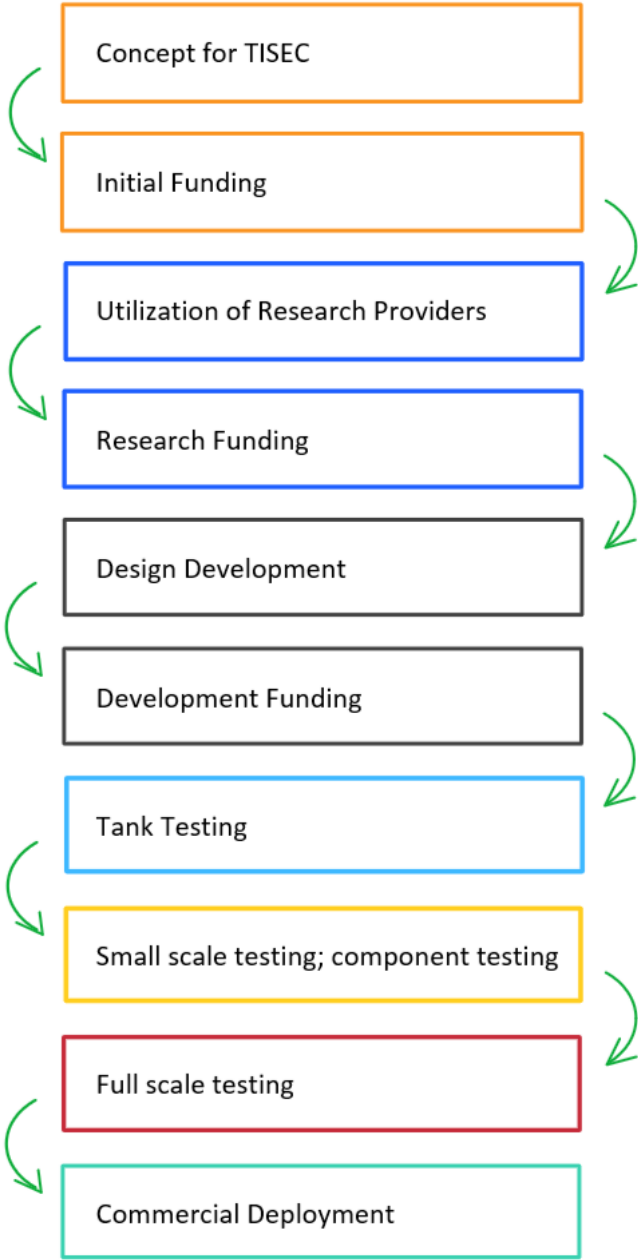 Concept for TISEC
Initial Funding
Utilization of Research Providers
Research Funding
Design Development
Development Funding
Tank Testing
Small scale testing; component testing
Full scale testing
Commercial Deployment